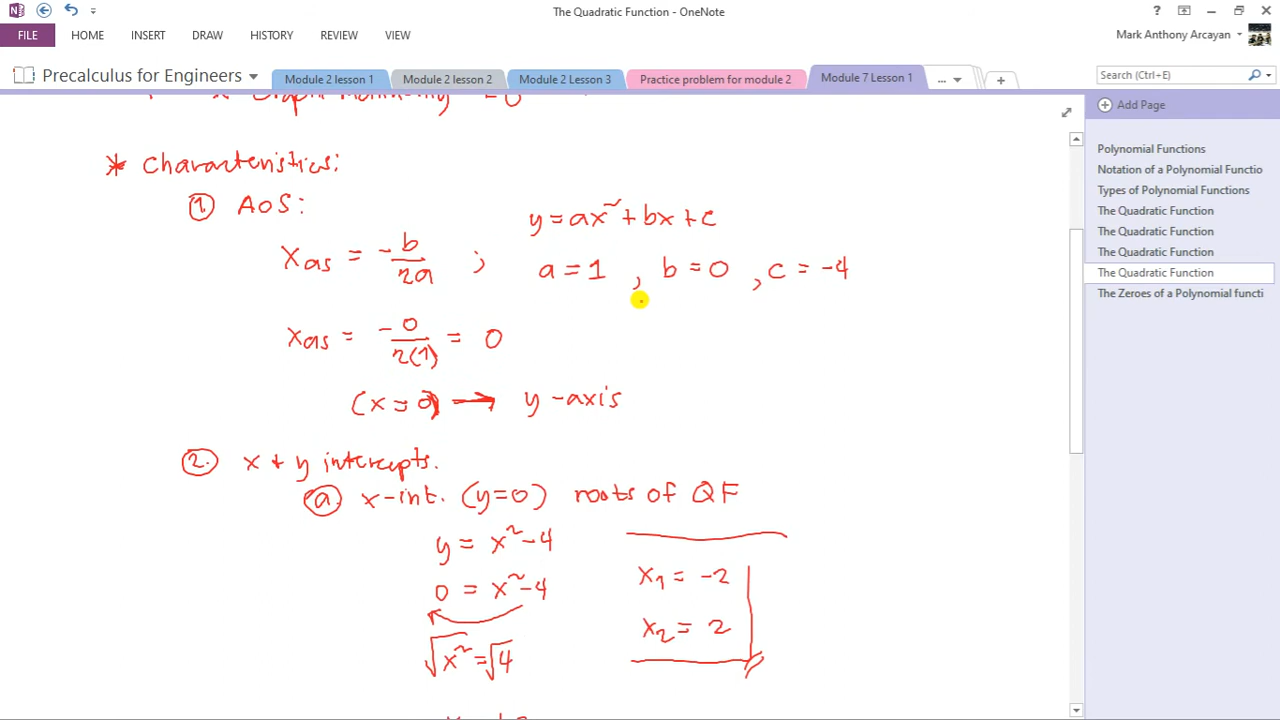 The Quadratic Function - OneNote
FILE HOME INSERT DRAW HISTORY REVIEW VIEW
Mark Anthony Arcayan
Precalculus for Engineers
Module 2 lesson 1 Module 2 lesson 2 Module 2 Lesson 3 Practice problem for module 2 Module 7 Lesson 1 ...
Search (Ctrl+E)
Add Page
Polynomial Functions
Notation of a Polynomial Functio
Types of Polynomial Functions
The Quadratic Function
The Quadratic Function
The Quadratic Function
The Quadratic Function
The Zeroes of a Polynomial functi
* Characteristics:
1. AOS:
y = ax² + bx + c
x_as = -b/2a ; a = 1 , b = 0 , c = -4
x_as = -0/2(1) = 0
(x = 0) → y-axis
2. x + y intercepts.
a. x-int. (y=0) roots of QF
y = x²-4
0 = x²-4
√x² = √4
x₁ = -2
x₂ = 2